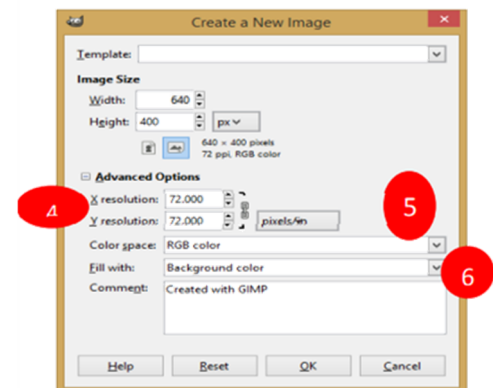 Create a New Image
Template:
Image Size
Width: 640
Height: 400 px
640 × 400 pixels
72 ppi, RGB color
Advanced Options
X resolution: 72.000
4
5
Y resolution: 72.000 pixels/in
Color space: RGB color
Fill with: Background color
6
Comment: Created with GIMP
Help Reset OK Cancel